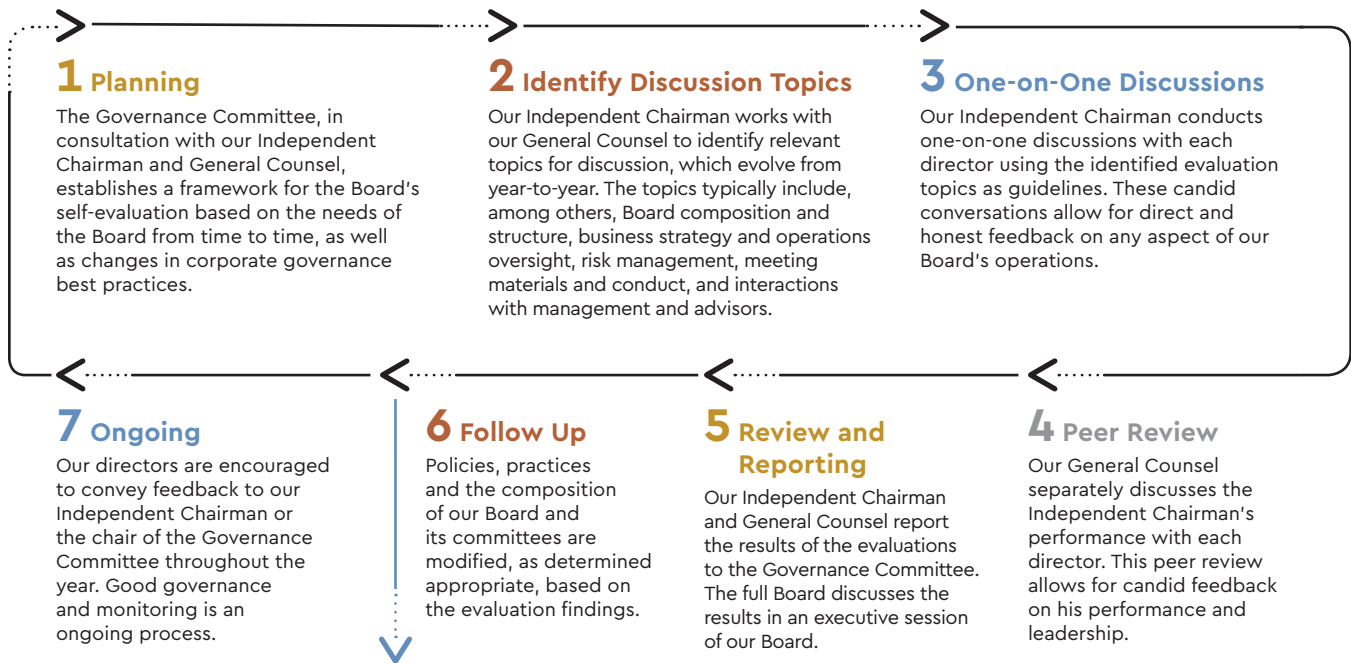 1 Planning
The Governance Committee, in
consultation with our Independent
Chairman and General Counsel,
establishes a framework for the Board's
self-evaluation based on the needs of
the Board from time to time, as well
as changes in corporate governance
best practices.
2 Identify Discussion Topics
Our Independent Chairman works with
our General Counsel to identify relevant
topics for discussion, which evolve from
year-to-year. The topics typically include,
among others, Board composition and
structure, business strategy and operations
oversight, risk management, meeting
materials and conduct, and interactions
with management and advisors.
3 One-on-One Discussions
Our Independent Chairman conducts
one-on-one discussions with each
director using the identified evaluation
topics as guidelines. These candid
conversations allow for direct and
honest feedback on any aspect of our
Board's operations.
4 Peer Review
Our General Counsel
separately discusses the
Independent Chairman's
performance with each
director. This peer review
allows for candid feedback
on his performance and
leadership.
5 Review and
Reporting
Our Independent Chairman
and General Counsel report
the results of the evaluations
to the Governance Committee.
The full Board discusses the
results in an executive session
of our Board.
6 Follow Up
Policies, practices
and the composition
of our Board and
its committees are
modified, as determined
appropriate, based on
the evaluation findings.
7 Ongoing
Our directors are encouraged
to convey feedback to our
Independent Chairman or
the chair of the Governance
Committee throughout the
year. Good governance
and monitoring is an
ongoing process.